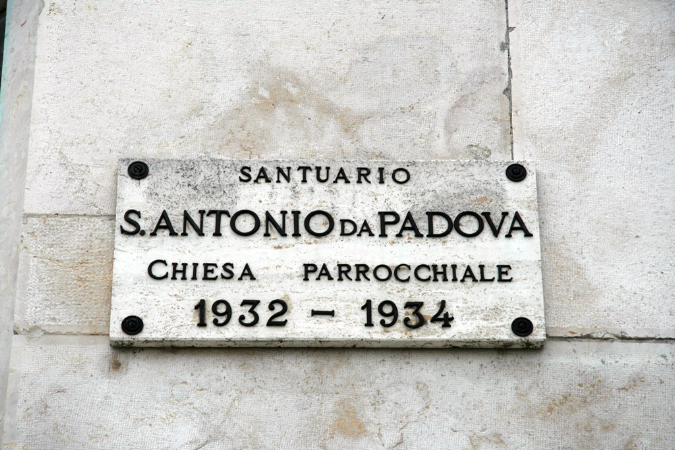 SANTUARIO
S. ANTONIO DA PADOVA
CHIESA PARROCCHIALE
1932 - 1934